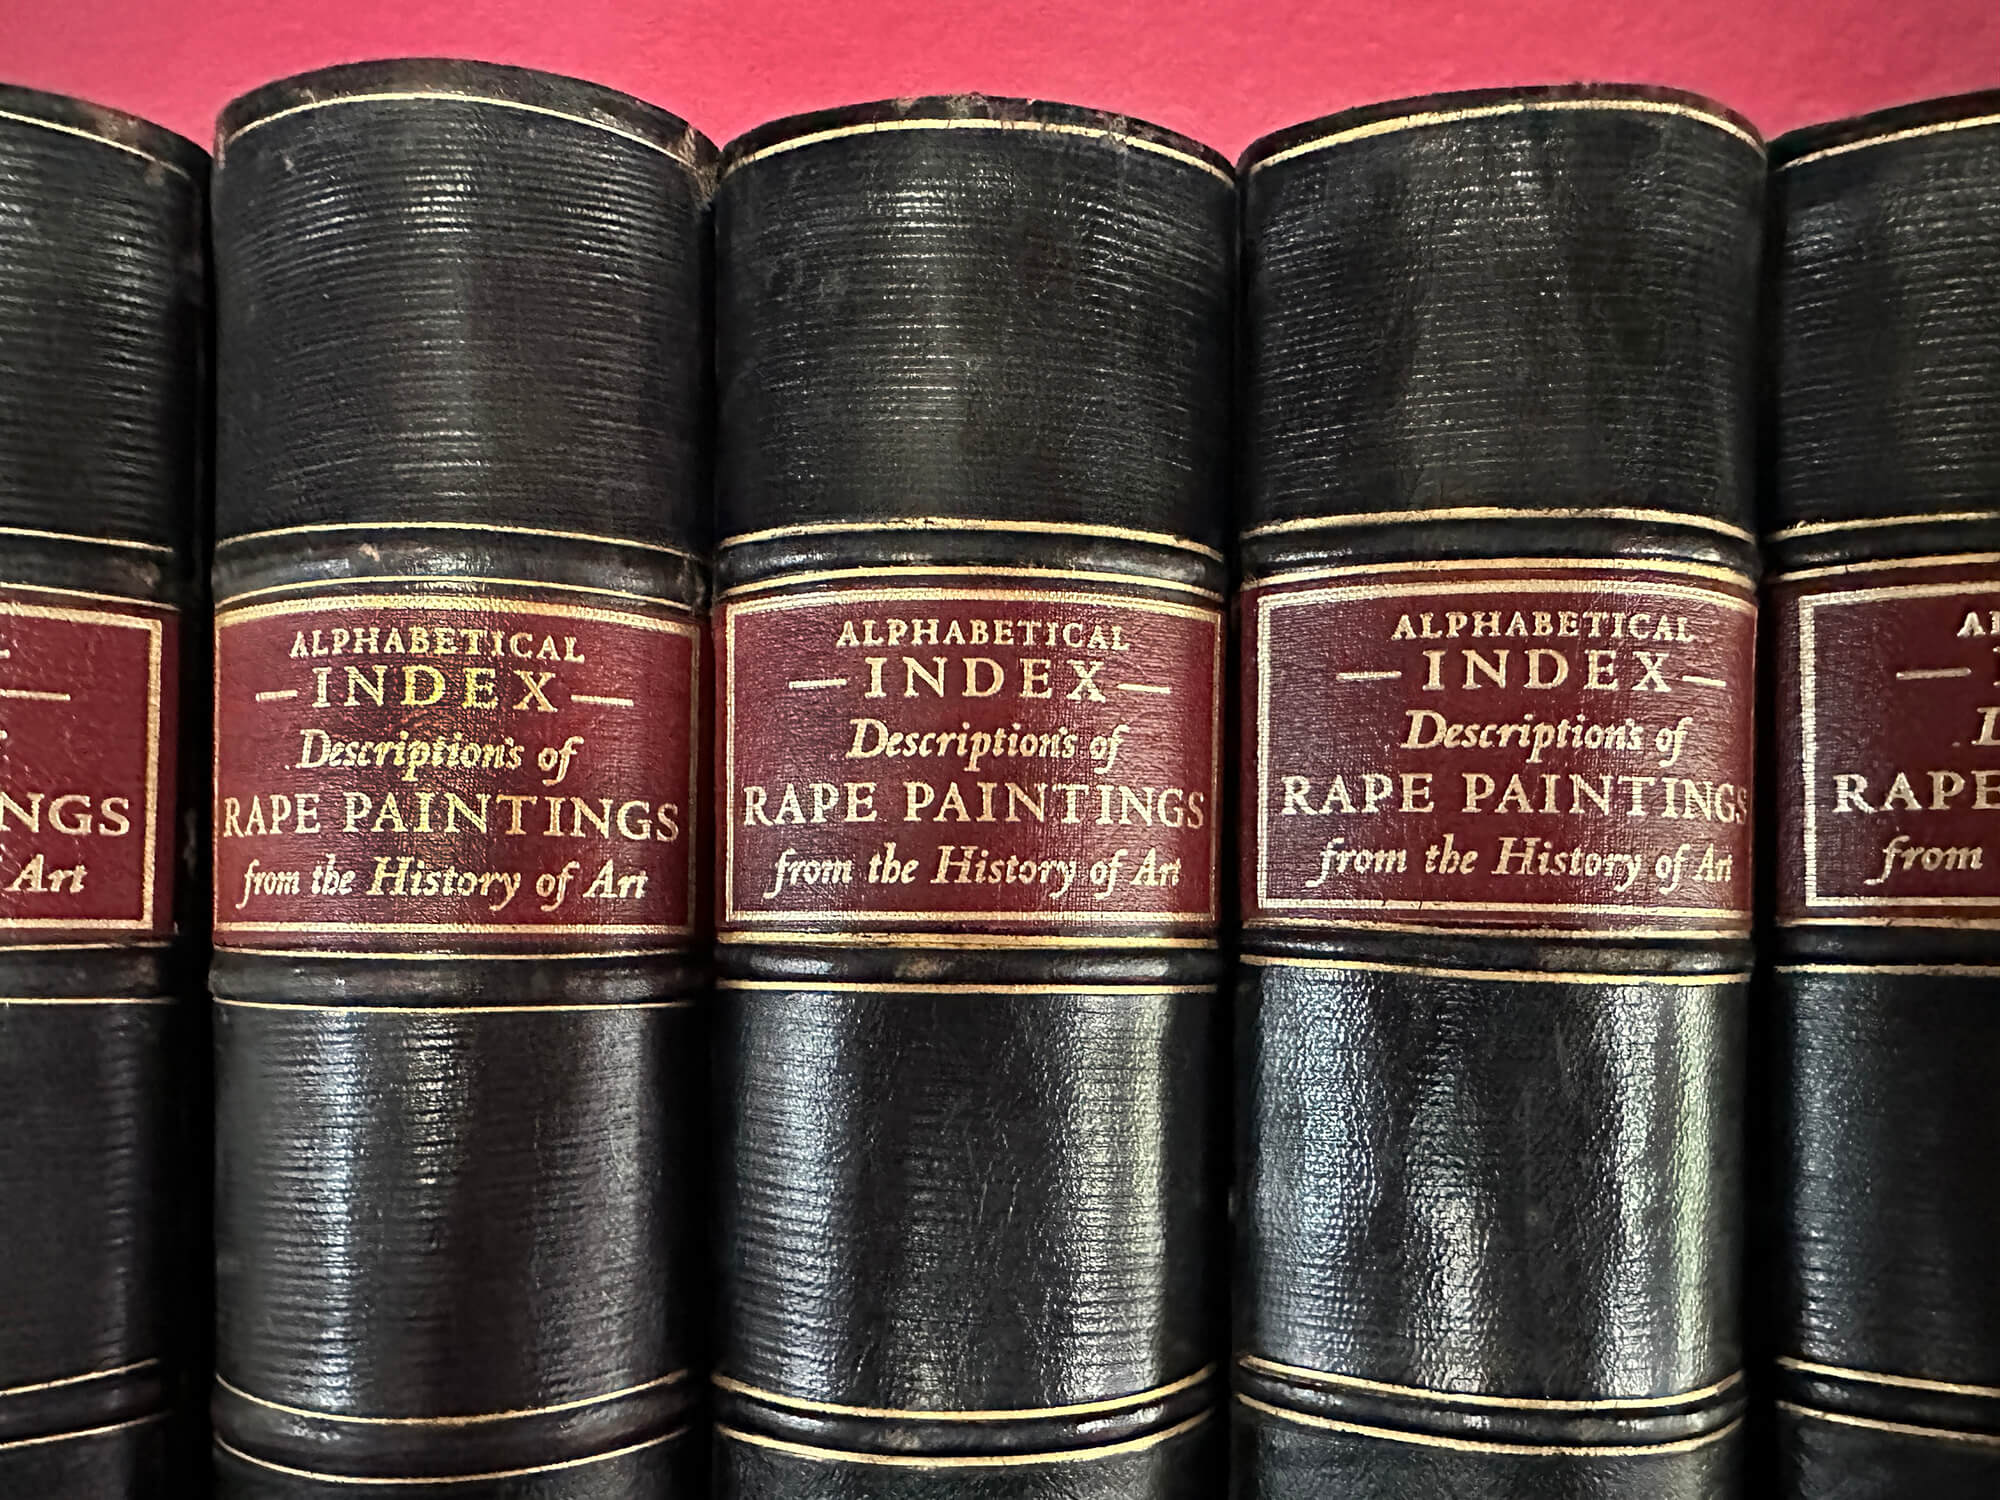 NGS
Art
ALPHABETICAL
— INDEX —
Description's of
RAPE PAINTINGS
from the History of Art
ALPHABETICAL
— INDEX —
Description's of
RAPE PAINTINGS
from the History of Art
ALPHABETICAL
— INDEX —
Description's of
RAPE PAINTINGS
from the History of Art
RAPE
from